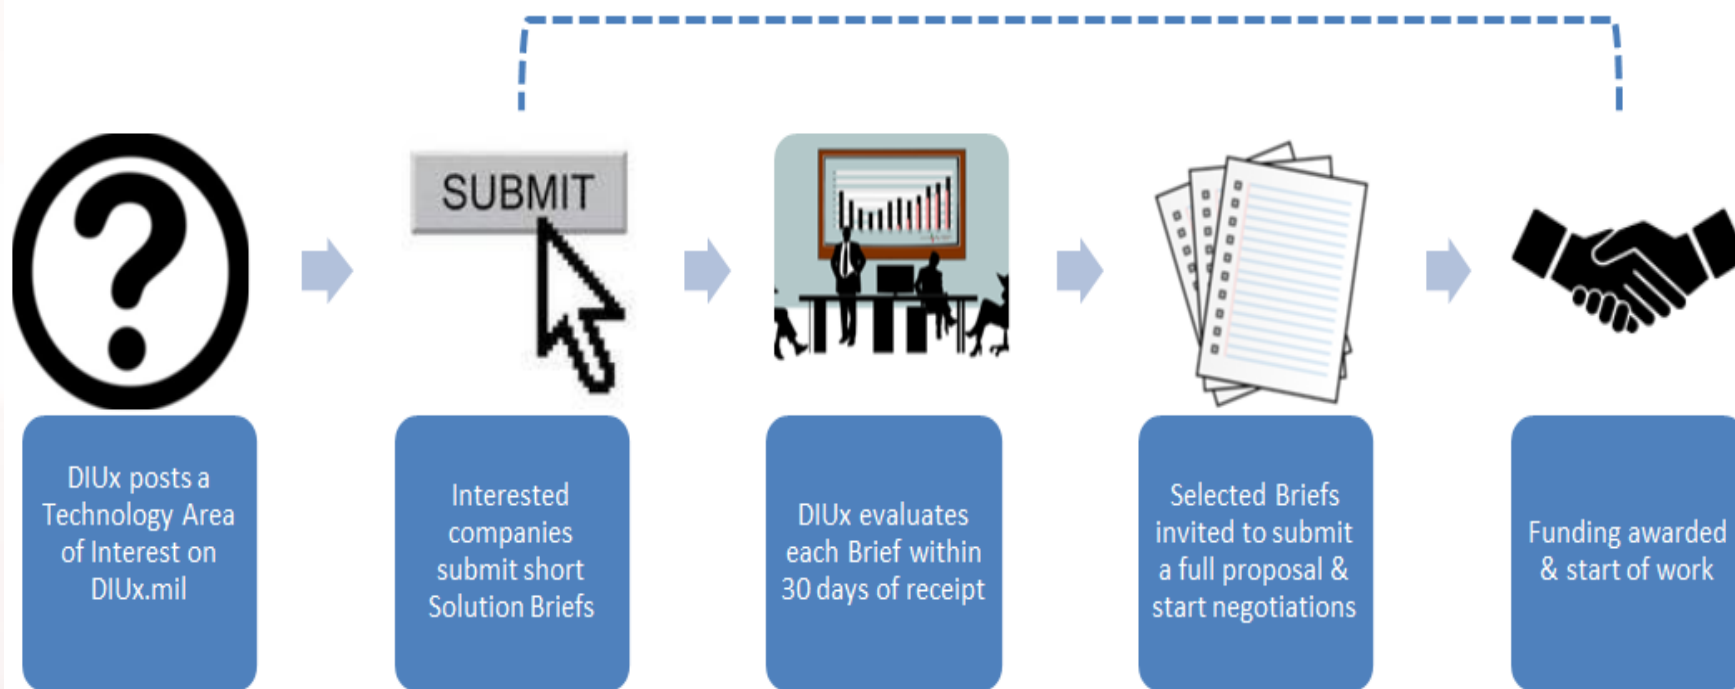 SUBMIT
DIUx posts a
Technology Area
of Interest on
DIUx.mil
Interested
companies
submit short
Solution Briefs
DIUx evaluates
each Brief within
30 days of receipt
Selected Briefs
invited to submit
a full proposal &
start negotiations
Funding awarded
& start of work